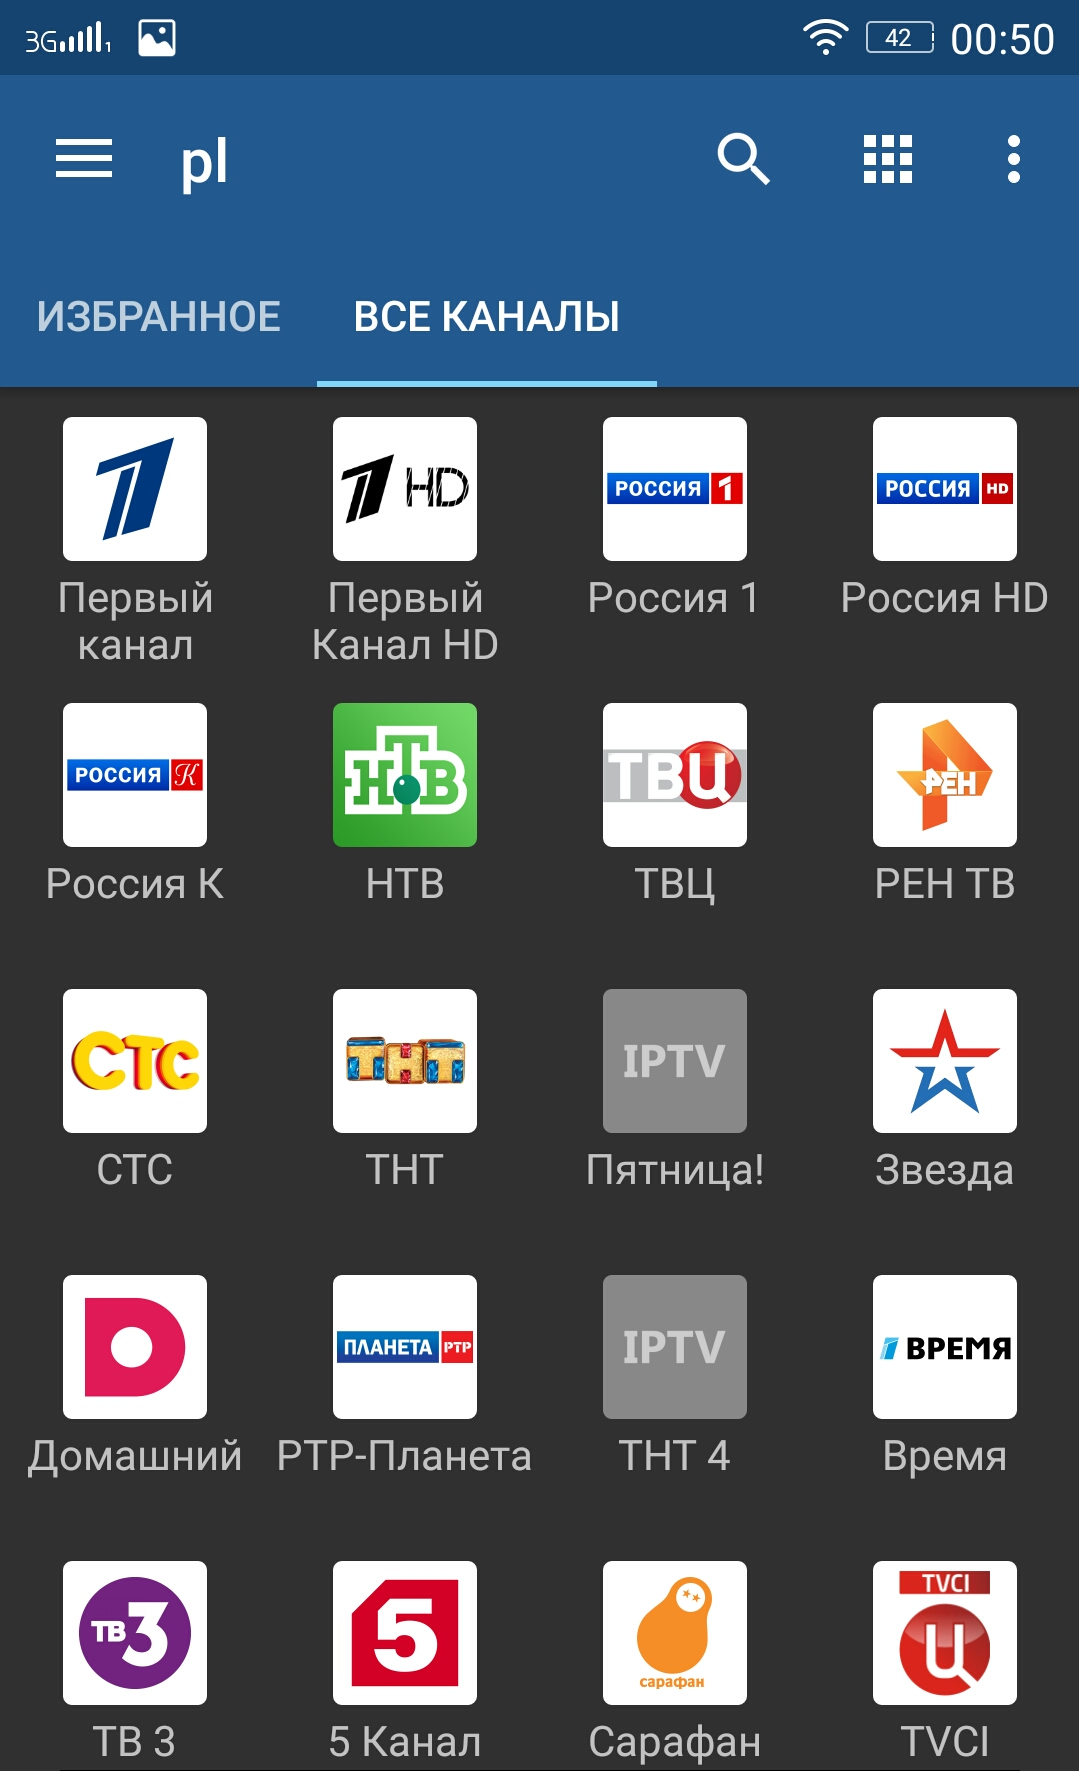 3G 1 42 00:50
pl
ИЗБРАННОЕ ВСЕ КАНАЛЫ
1 1 HD РОССИЯ 1 РОССИЯ HD
Первый канал
Первый Канал HD
Россия 1
Россия HD
РОССИЯ К НТВ ТВЦ РЕН
Россия К НТВ ТВЦ РЕН ТВ
СТС ТНТ IPTV
СТС ТНТ Пятница! Звезда
D ПЛАНЕТА РТР IPTV 1 ВРЕМЯ
Домашний РТР-Планета ТНТ 4 Время
ТВ3 5 сарафан TVCI Ц
ТВ 3 5 Канал Сарафан TVCI